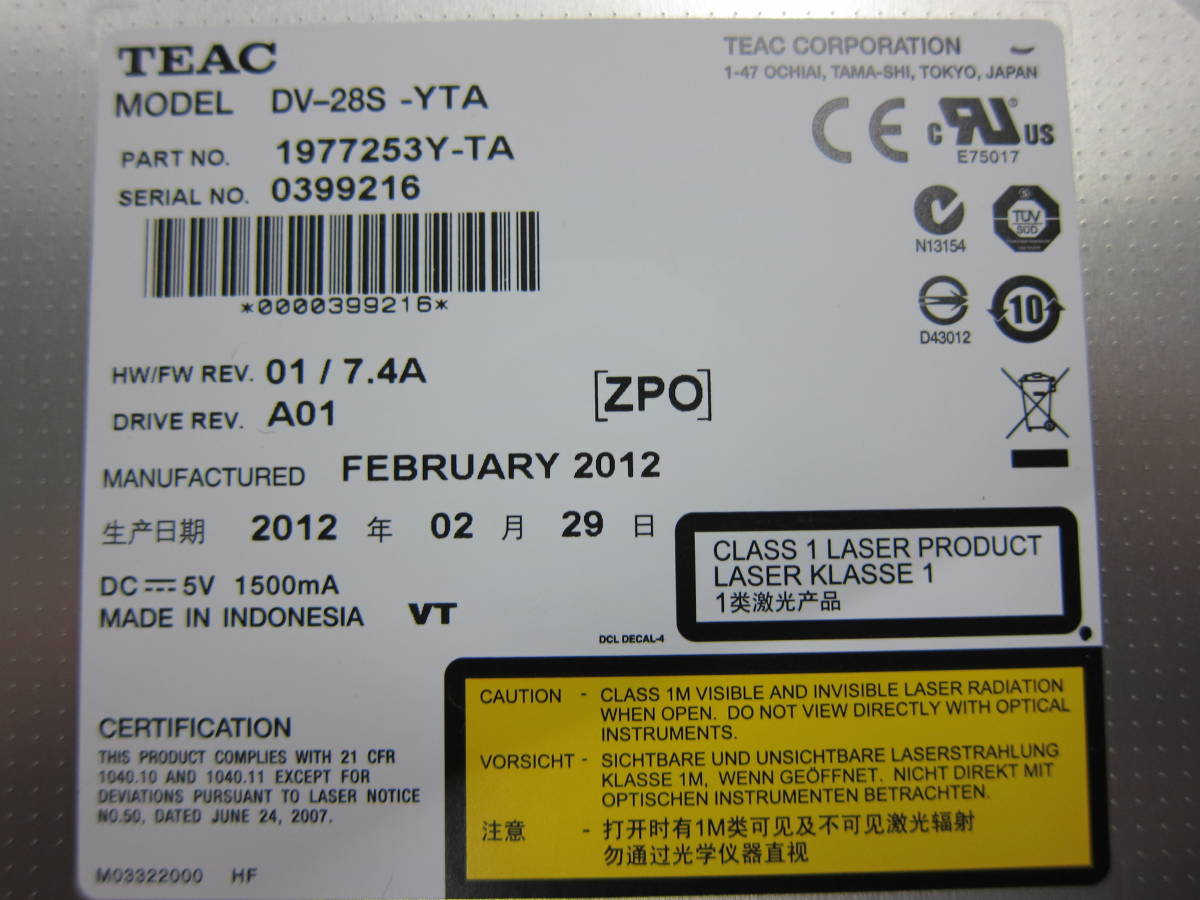 TEAC
MODEL DV-28S -YTA
PART NO. 1977253Y-TA
SERIAL NO. 0399216
*0000399216*
TEAC CORPORATION
1-47 OCHIAI, TAMA-SHI, TOKYO, JAPAN
CE
C RU US
E75017
N13154
TÜV
SÜD
D43012
10
HW/FW REV. 01 / 7.4A
DRIVE REV. A01
[ZPO]
MANUFACTURED FEBRUARY 2012
生产日期 2012 年 02 月 29 日
DC 5V 1500mA
MADE IN INDONESIA VT
CLASS 1 LASER PRODUCT
LASER KLASSE 1
1类激光产品
DCL DECAL-4
CERTIFICATION
THIS PRODUCT COMPLIES WITH 21 CFR
1040.10 AND 1040.11 EXCEPT FOR
DEVIATIONS PURSUANT TO LASER NOTICE
NO.50, DATED JUNE 24, 2007.
M03322000 HF
CAUTION - CLASS 1M VISIBLE AND INVISIBLE LASER RADIATION
WHEN OPEN. DO NOT VIEW DIRECTLY WITH OPTICAL
INSTRUMENTS.
VORSICHT - SICHTBARE UND UNSICHTBARE LASERSTRAHLUNG
KLASSE 1M, WENN GEÖFFNET. NICHT DIREKT MIT
OPTISCHEN INSTRUMENTEN BETRACHTEN.
注意 - 打开时有1M类可见及不可见激光辐射
勿通过光学仪器直视